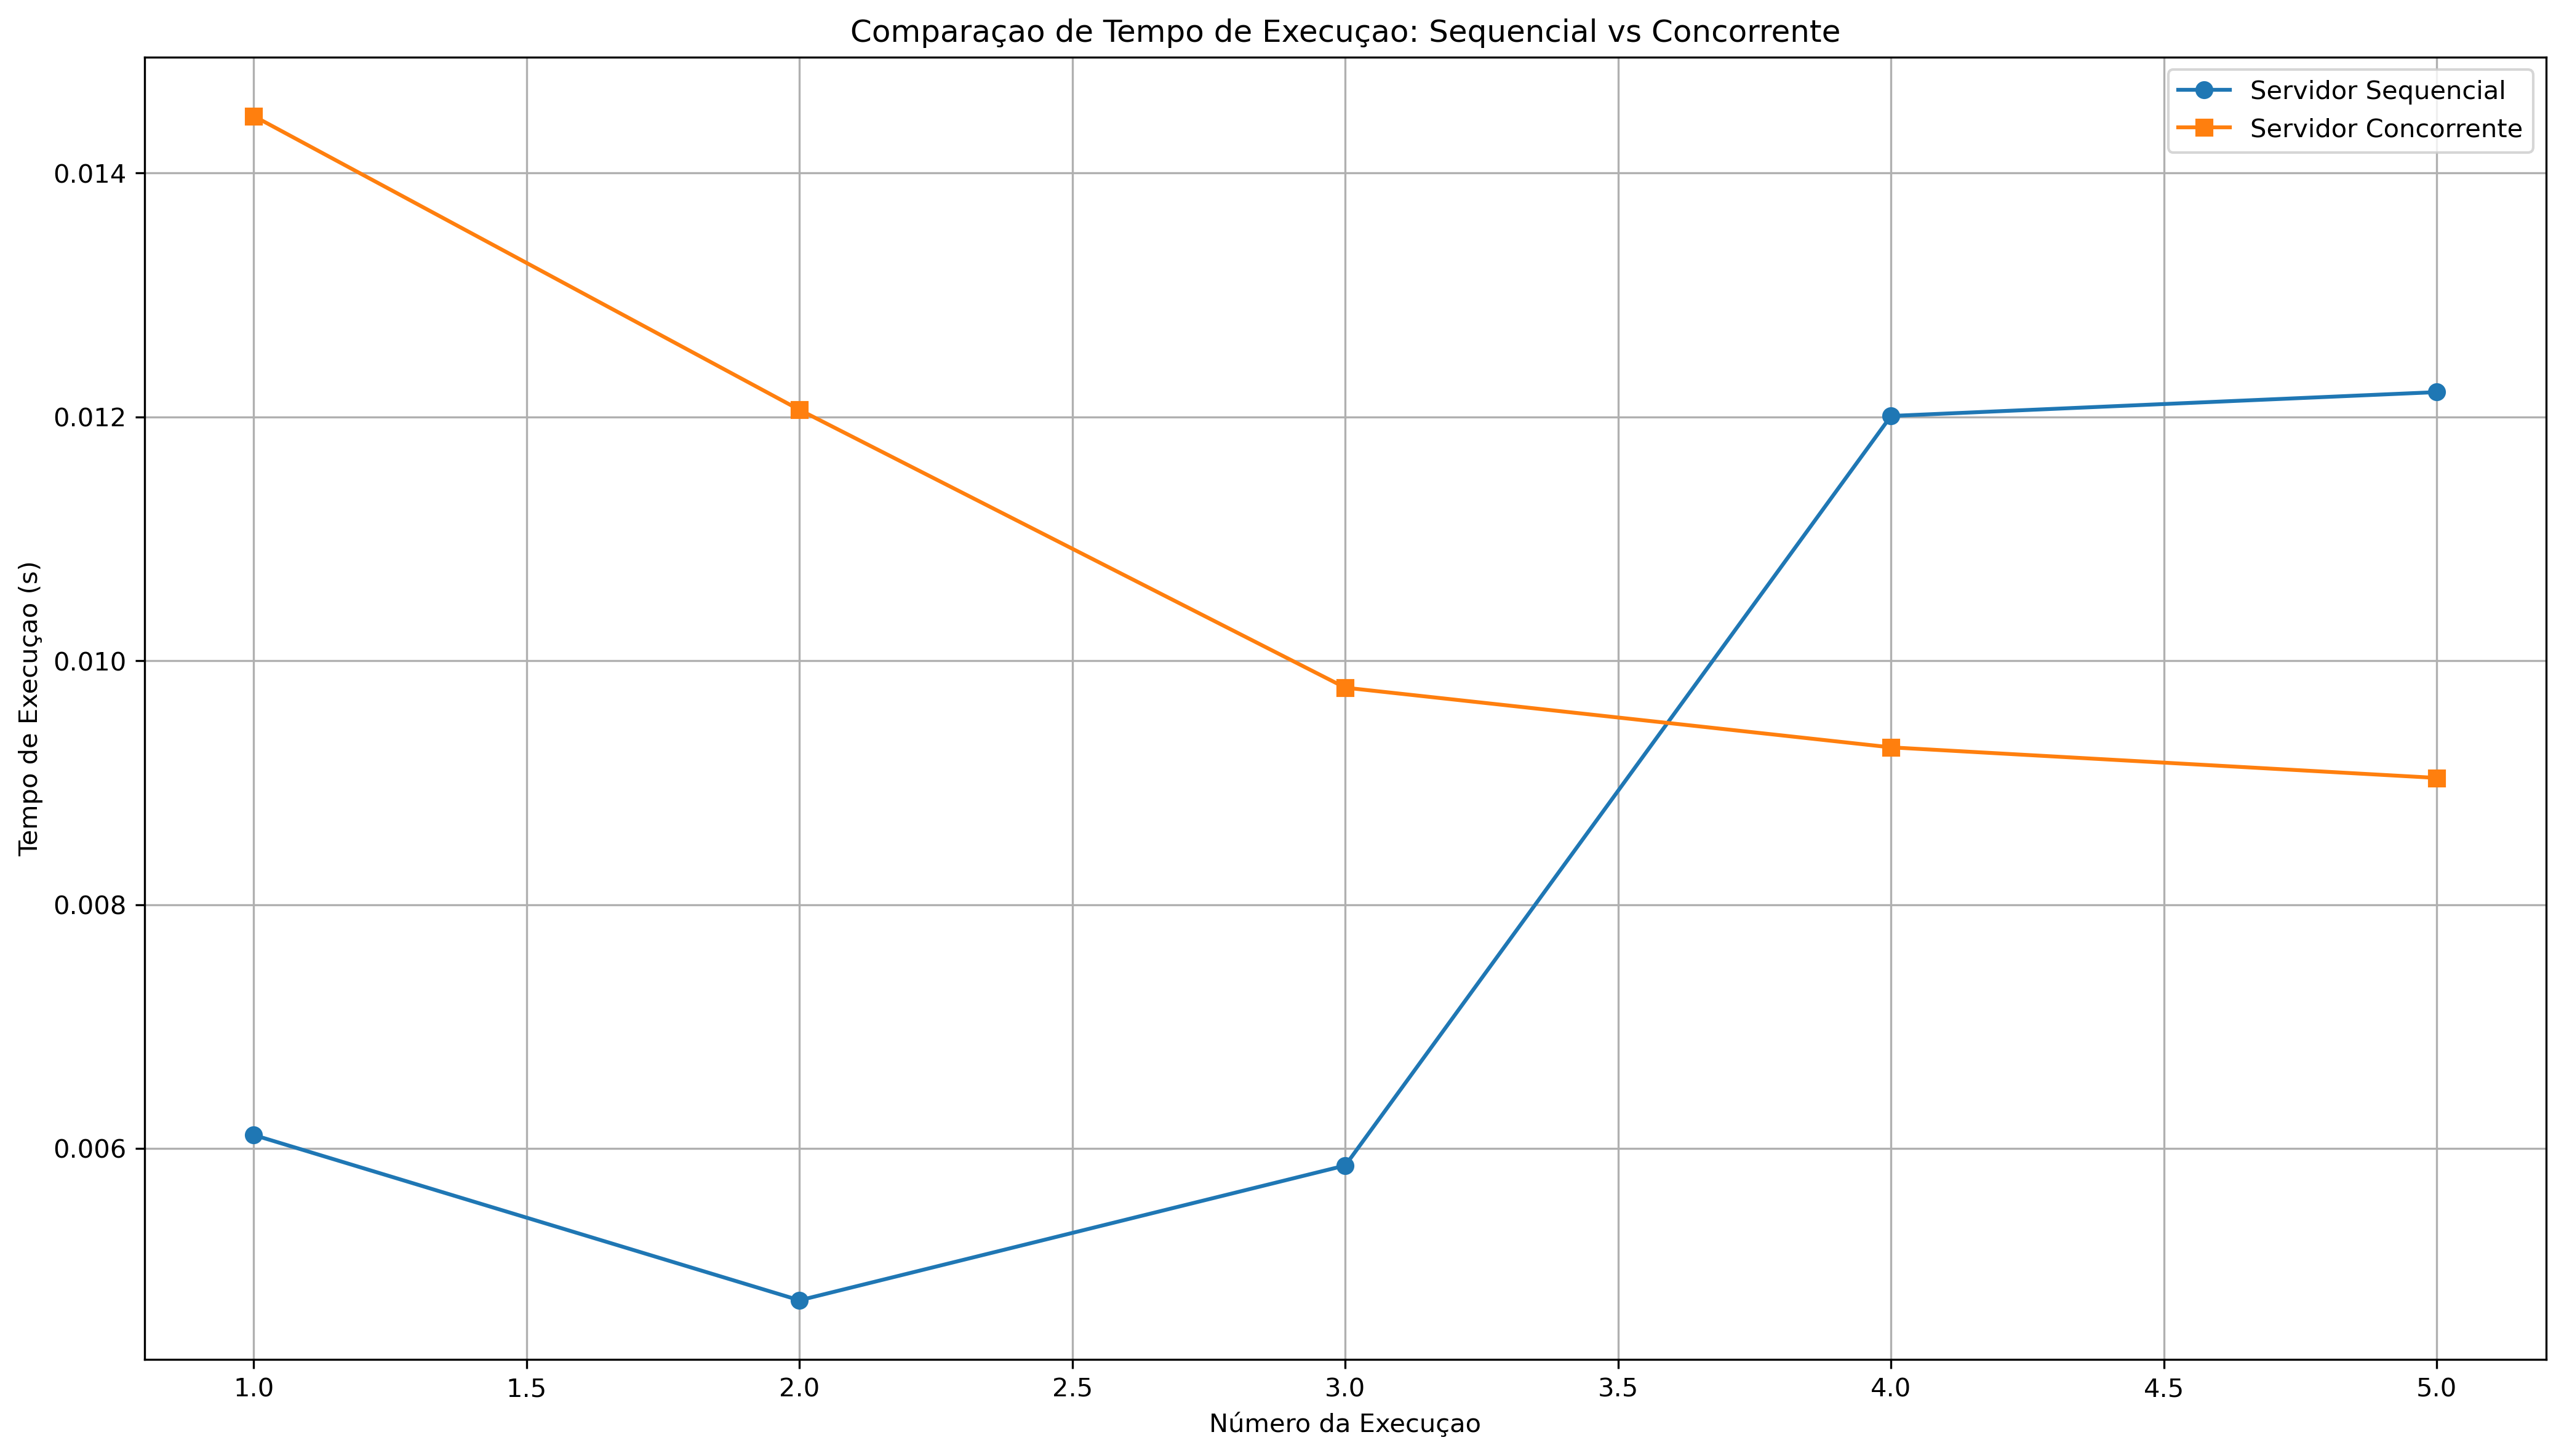 Comparaçao de Tempo de Execuçao: Sequencial vs Concorrente
Servidor Sequencial
Servidor Concorrente
Tempo de Execuçao (s)
0.014
0.012
0.010
0.008
0.006
1.0 1.5 2.0 2.5 3.0 3.5 4.0 4.5 5.0
Número da Execuçao